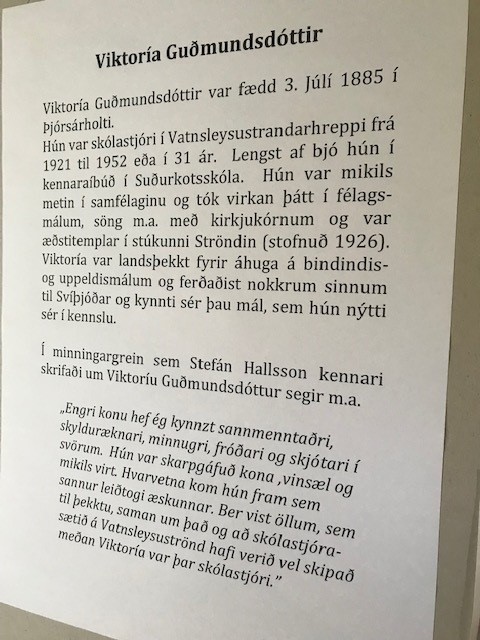 Viktoría Guðmundsdóttir
Viktoría Guðmundsdóttir var fædd 3. Júlí 1885 í
Þjórsárholti.
Hún var skólastjóri í Vatnsleysustrandarhreppi frá
1921 til 1952 eða í 31 ár. Lengst af bjó hún í
kennaraíbúð í Suðurkotsskóla. Hún var mikils
metin í samfélaginu og tók virkan þátt í félags-
málum, söng m.a. með kirkjukórnum og var
æðstitemplar í stúkunni Ströndin (stofnuð 1926).
Viktoría var landsþekkt fyrir áhuga á bindindis-
og uppeldismálum og ferðaðist nokkrum sinnum
til Svíþjóðar og kynnti sér þau mál, sem hún nýtti
sér í kennslu.
Í minningargrein sem Stefán Hallsson kennari
skrifaði um Viktoríu Guðmundsdóttur segir m.a.
„Engri konu hef ég kynnzt sannmenntaðri,
skylduræknari, minnugri, fróðari og skjótari í
svörum. Hún var skarpgáfuð kona ,vinsæl og
mikils virt. Hvarvetna kom hún fram sem
sannur leiðtogi æskunnar. Ber vist öllum, sem
til þekktu, saman um það og að skólastjóra-
sætið á Vatnsleysuströnd hafi verið vel skipað
meðan Viktoría var þar skólastjóri.”